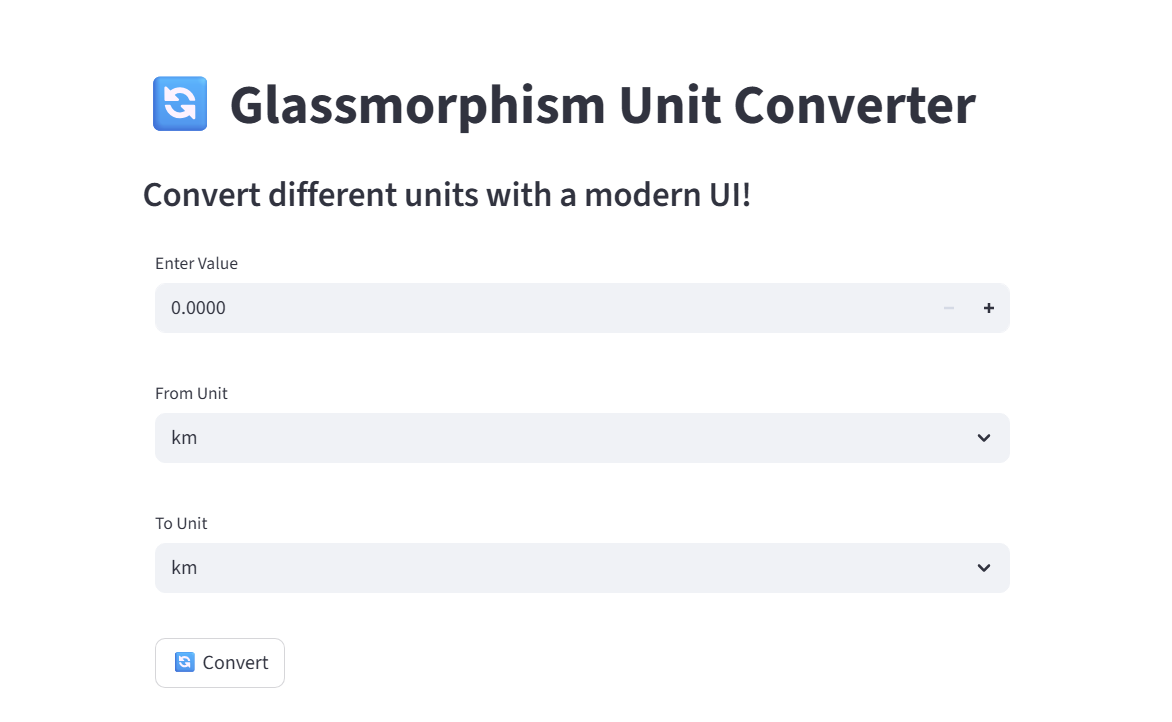 Glassmorphism Unit Converter
Convert different units with a modern UI!
Enter Value
0.0000
From Unit
km
To Unit
km
Convert